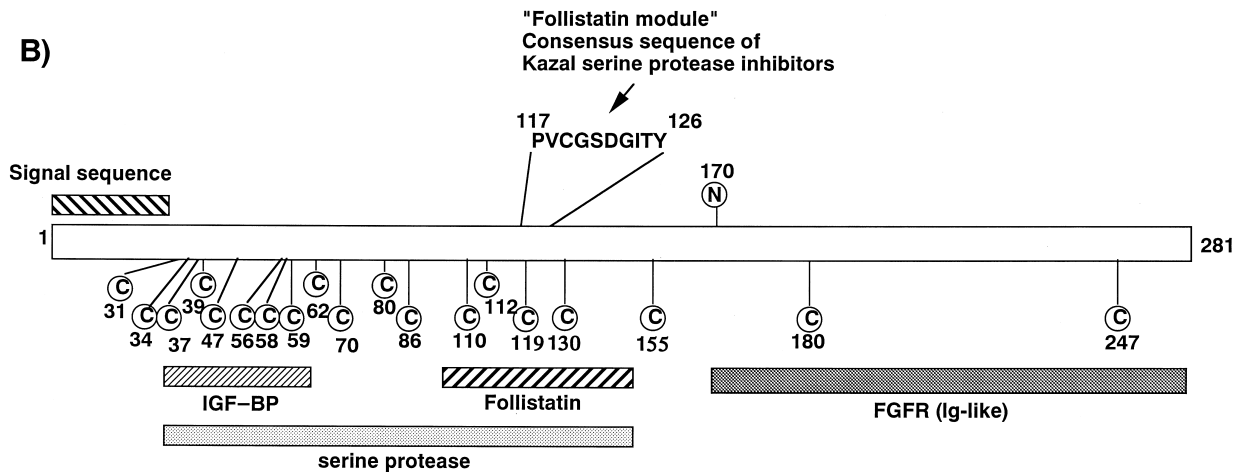 B)
"Follistatin module"
Consensus sequence of
Kazal serine protease inhibitors
117 126
PVCGSDGITY
Signal sequence
170
N
1 281
C C C C C C C C C C C C C C C C C C C
31 34 37 39 47 56 58 59 62 70 80 86 110 112 119 130 155 180 247
IGF–BP
Follistatin
FGFR (Ig-like)
serine protease